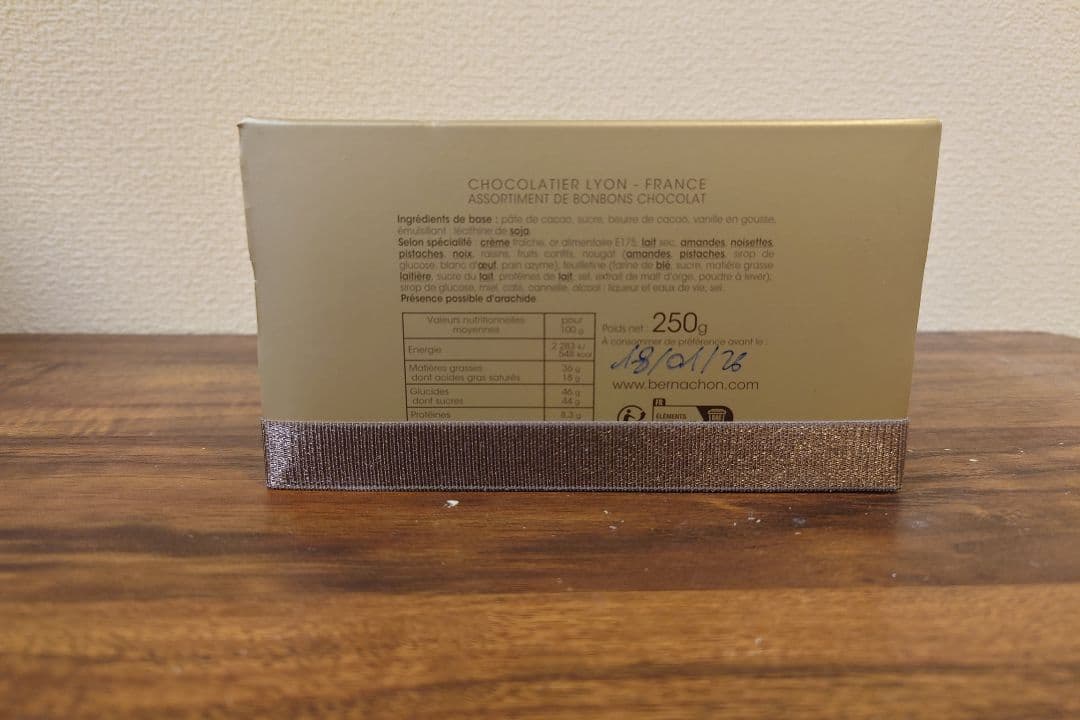 CHOCOLATIER LYON - FRANCE
ASSORTIMENT DE BONBONS CHOCOLAT
Ingrédients de base : pâte de cacao, sucre, beurre de cacao, vanille en gousse,
émulsifiant : lécithine de soja.
Selon spécialité : crème fraîche, or alimentaire E175, lait sec, amandes, noisettes,
pistaches, noix, raisins, fruits confits, nougat (amandes, pistaches, sirop de
glucose, blanc d'œuf, pain azyme), feuilletine (farine de blé, sucre, matière grasse
laitière, sucre du lait, protéines de lait, sel, extrait de malt d'orge, poudre à lever),
sirop de glucose, miel, café, cannelle, alcool : liqueur et eaux de vie, sel.
Présence possible d'arachide.
Valeurs nutritionnelles
moyennes
pour
100 g
Energie
2 283 kJ
548 kcal
Matières grasses
dont acides gras saturés
36 g
18 g
Glucides
dont sucres
46 g
44 g
Protéines
8,3 g
Poids net : 250g
À consommer de préférence avant le :
18/01/26
www.bernachon.com
FR
ÉLÉMENTS